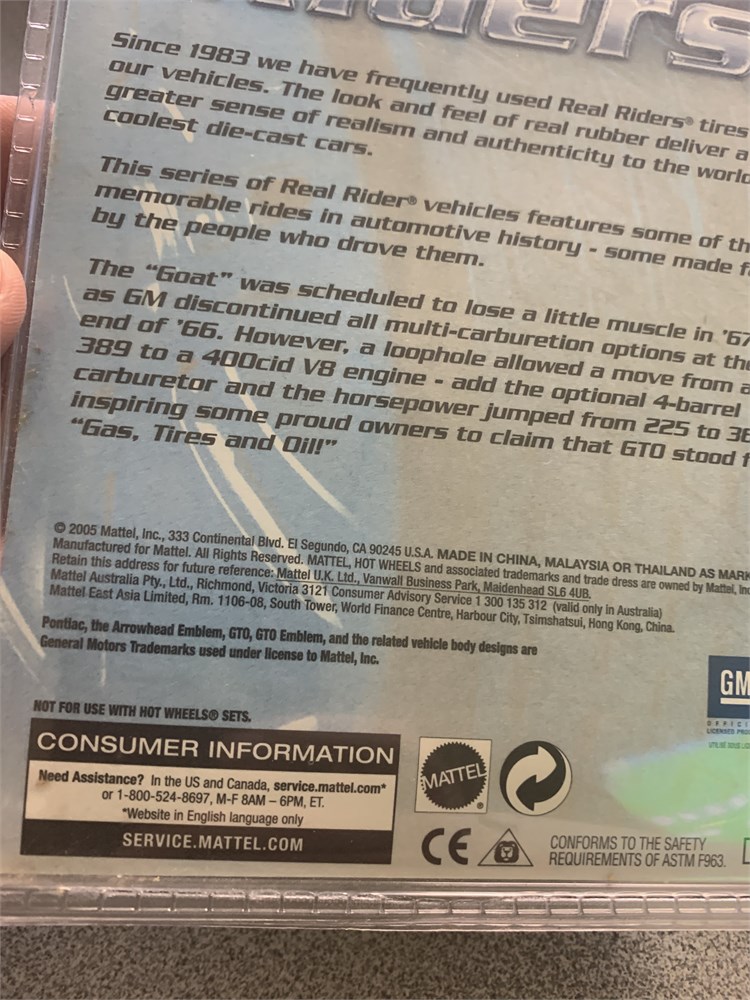 Since 1983 we have frequently used Real Riders® tires
our vehicles. The look and feel of real rubber deliver a
greater sense of realism and authenticity to the
coolest die-cast cars.
This series of Real Rider® vehicles features some of
memorable rides in automotive history - some made
by the people who drove them.
The "Goat" was scheduled to lose a little muscle in '67
as GM discontinued all multi-carburetion options at the
end of '66. However, a loophole allowed a move from a
389 to a 400cid V8 engine - add the optional 4-barrel
carburetor and the horsepower jumped from 225 to
inspiring some proud owners to claim that GTO stood
"Gas, Tires and Oil!"
© 2005 Mattel, Inc., 333 Continental Blvd. El Segundo, CA 90245 U.S.A. MADE IN CHINA, MALAYSIA OR THAILAND AS MARK
Manufactured for Mattel. All Rights Reserved. MATTEL, HOT WHEELS and associated trademarks and trade dress are owned by Mattel, Inc
Retain this address for future reference: Mattel U.K. Ltd., Vanwall Business Park, Maidenhead SL6 4UB.
Mattel Australia Pty., Ltd., Richmond, Victoria 3121 Consumer Advisory Service 1 300 135 312 (valid only in Australia)
Mattel East Asia Limited, Rm. 1106-08, South Tower, World Finance Centre, Harbour City, Tsimshatsui, Hong Kong, China.
Pontiac, the Arrowhead Emblem, GTO, GTO Emblem, and the related vehicle body designs are
General Motors Trademarks used under license to Mattel, Inc.
GM
NOT FOR USE WITH HOT WHEELS® SETS.
CONSUMER INFORMATION
Need Assistance? In the US and Canada, service.mattel.com*
or 1-800-524-8697, M-F 8AM – 6PM, ET.
*Website in English language only
SERVICE.MATTEL.COM
MATTEL®
CE
CONFORMS TO THE SAFETY
REQUIREMENTS OF ASTM F963.